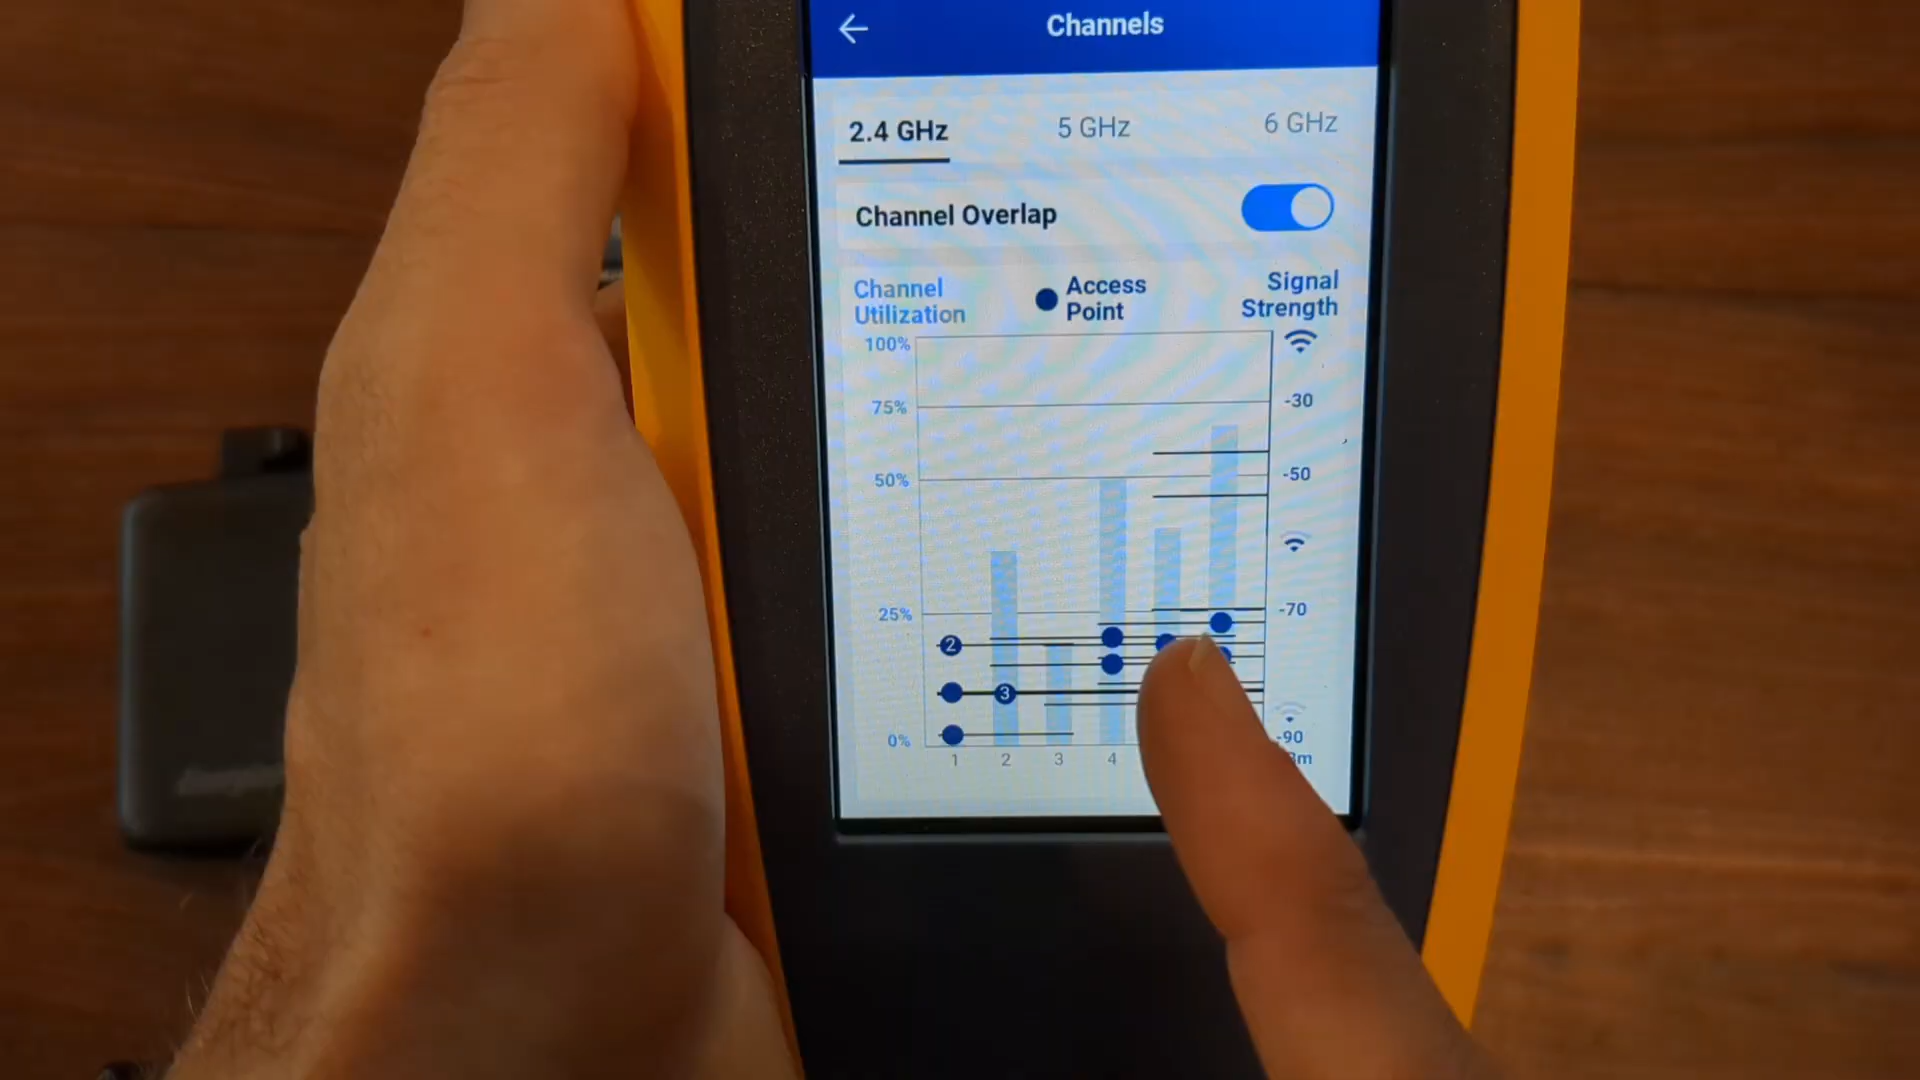 Channels
2.4 GHz 5 GHz 6 GHz
Channel Overlap
Channel
Utilization
Access
Point
Signal
Strength
100%
75%
50%
25%
0%
-30
-50
-70
-90
2
3
1 2 3 4